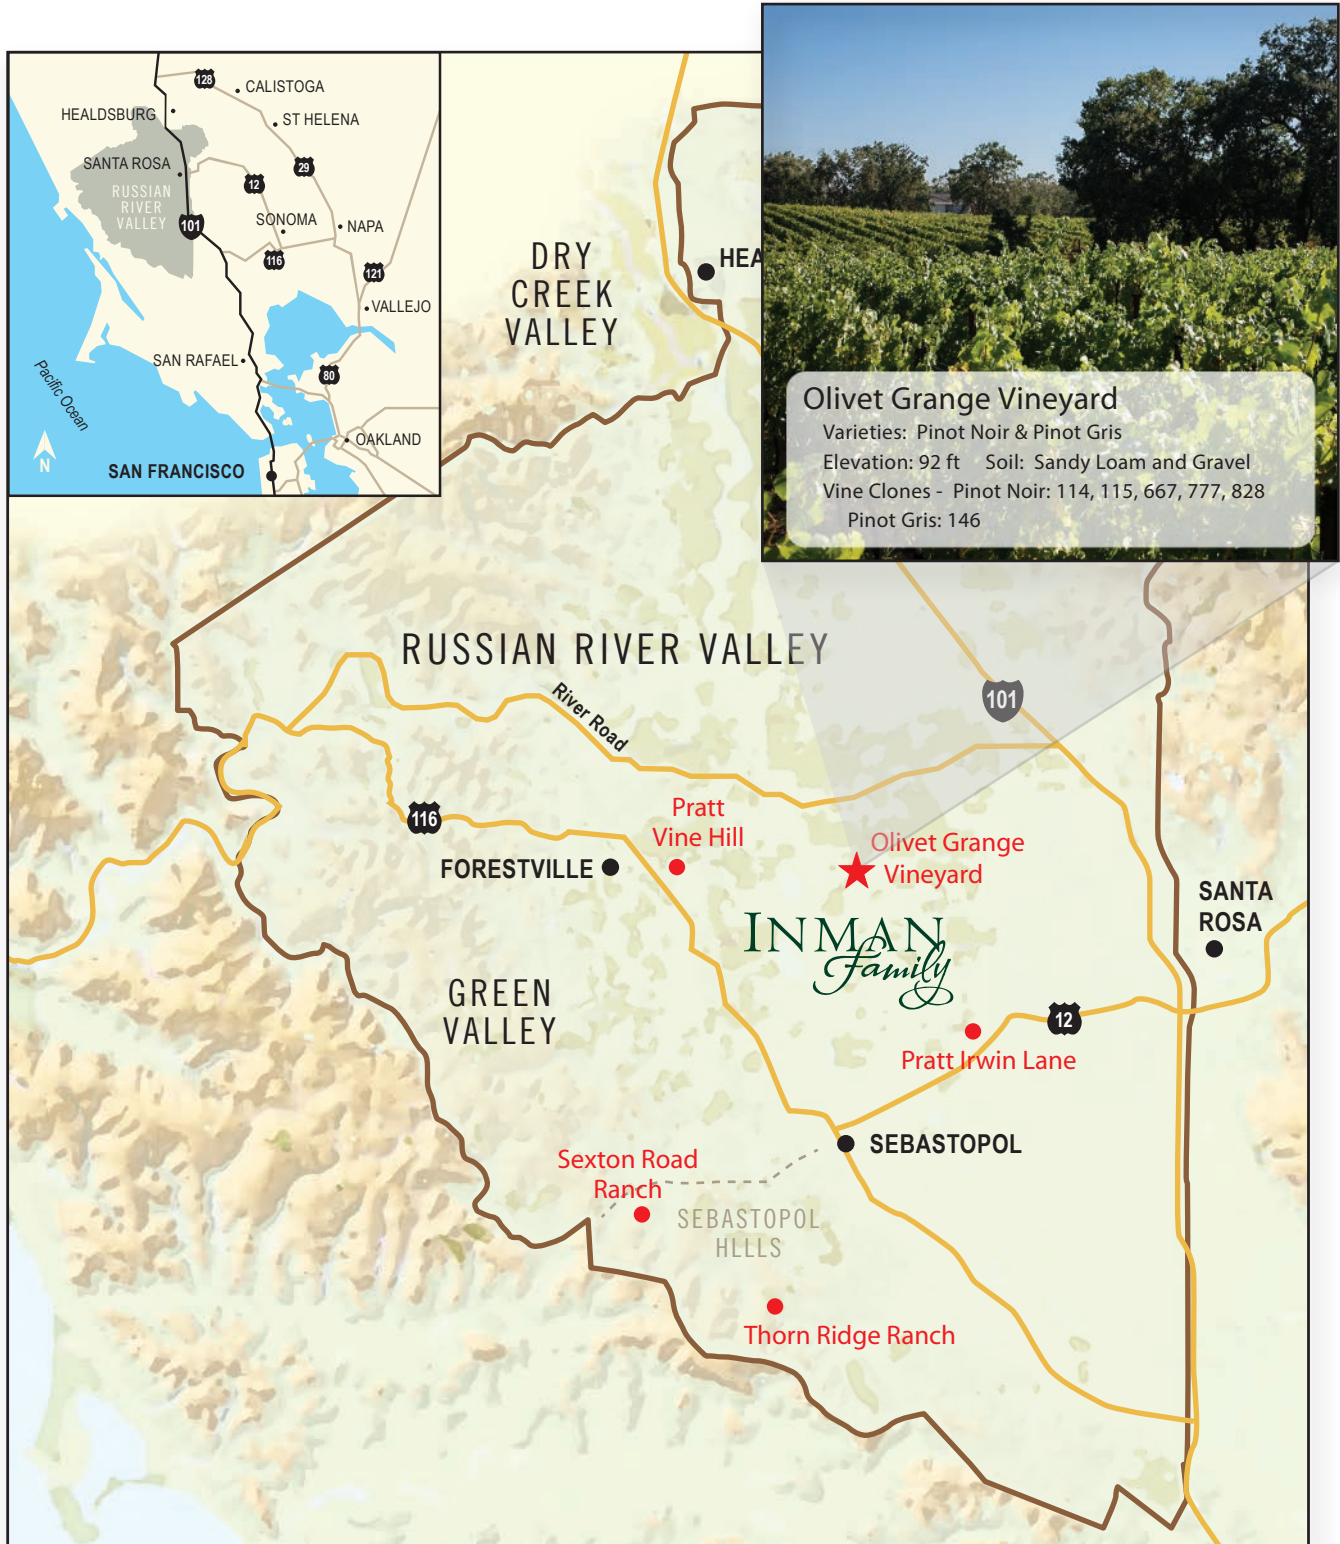 128
CALISTOGA
HEALDSBURG
ST HELENA
SANTA ROSA
29
12
RUSSIAN
RIVER
VALLEY
101
SONOMA
NAPA
116
121
VALLEJO
SAN RAFAEL
80
Pacific Ocean
OAKLAND
N
SAN FRANCISCO
DRY
CREEK
VALLEY
HEA
Olivet Grange Vineyard
Varieties: Pinot Noir & Pinot Gris
Elevation: 92 ft Soil: Sandy Loam and Gravel
Vine Clones - Pinot Noir: 114, 115, 667, 777, 828
Pinot Gris: 146
RUSSIAN RIVER VALLEY
River Road
101
116
Pratt
Vine Hill
Olivet Grange
Vineyard
FORESTVILLE
SANTA
ROSA
INMAN
Family
GREEN
VALLEY
12
Pratt Irwin Lane
SEBASTOPOL
Sexton Road
Ranch
SEBASTOPOL
HLLLS
Thorn Ridge Ranch